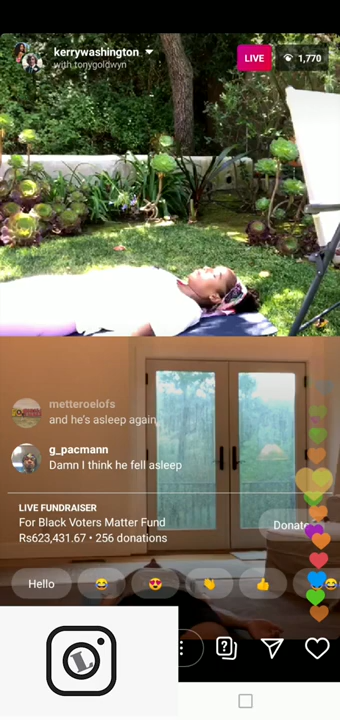 kerrywashington
with tonygoldwyn
LIVE
1,770
metteroelofs
and he's asleep again
g_pacmann
Damn I think he fell asleep
LIVE FUNDRAISER
For Black Voters Matter Fund
Rs623,431.67 • 256 donations
Donate
Hello
L